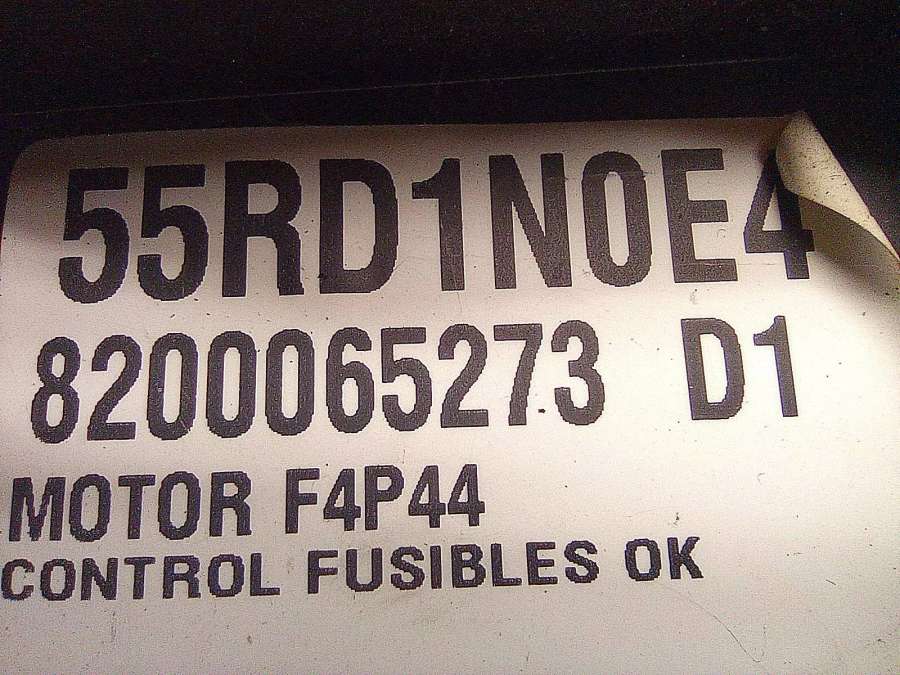 55RD1N0E4
8200065273 D1
MOTOR F4P44
CONTROL FUSIBLES OK